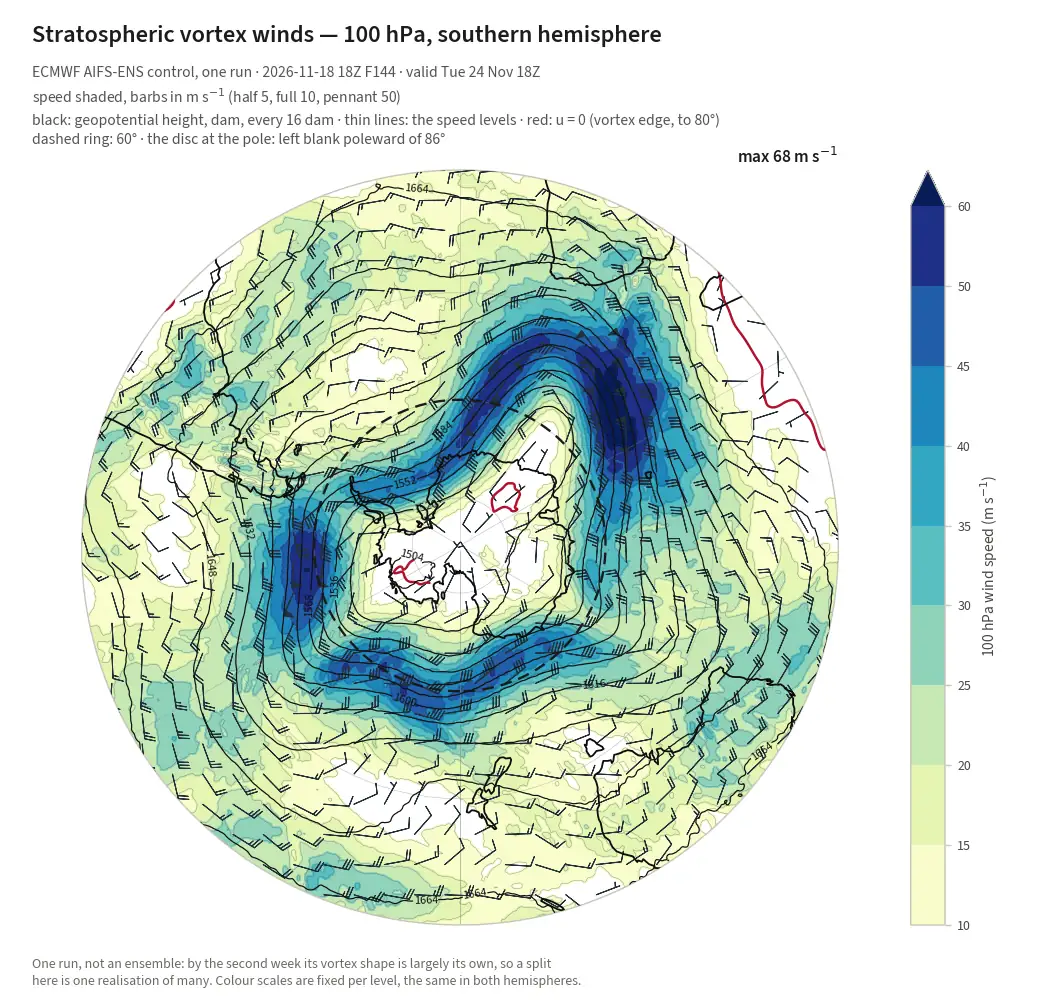 Stratospheric vortex winds — 100 hPa, southern hemisphere
ECMWF AIFS-ENS control, one run · 2026-11-18 18Z F144 · valid Tue 24 Nov 18Z
speed shaded, barbs in m s⁻¹ (half 5, full 10, pennant 50)
black: geopotential height, dam, every 16 dam · thin lines: the speed levels · red: u = 0 (vortex edge, to 80°)
dashed ring: 60° · the disc at the pole: left blank poleward of 86°
max 68 m s⁻¹
1664
1552
1504
1648
1536
1616
1664
1664
1664
60
50
45
40
35
30
25
20
15
10
100 hPa wind speed (m s⁻¹)
One run, not an ensemble: by the second week its vortex shape is largely its own, so a split
here is one realisation of many. Colour scales are fixed per level, the same in both hemispheres.